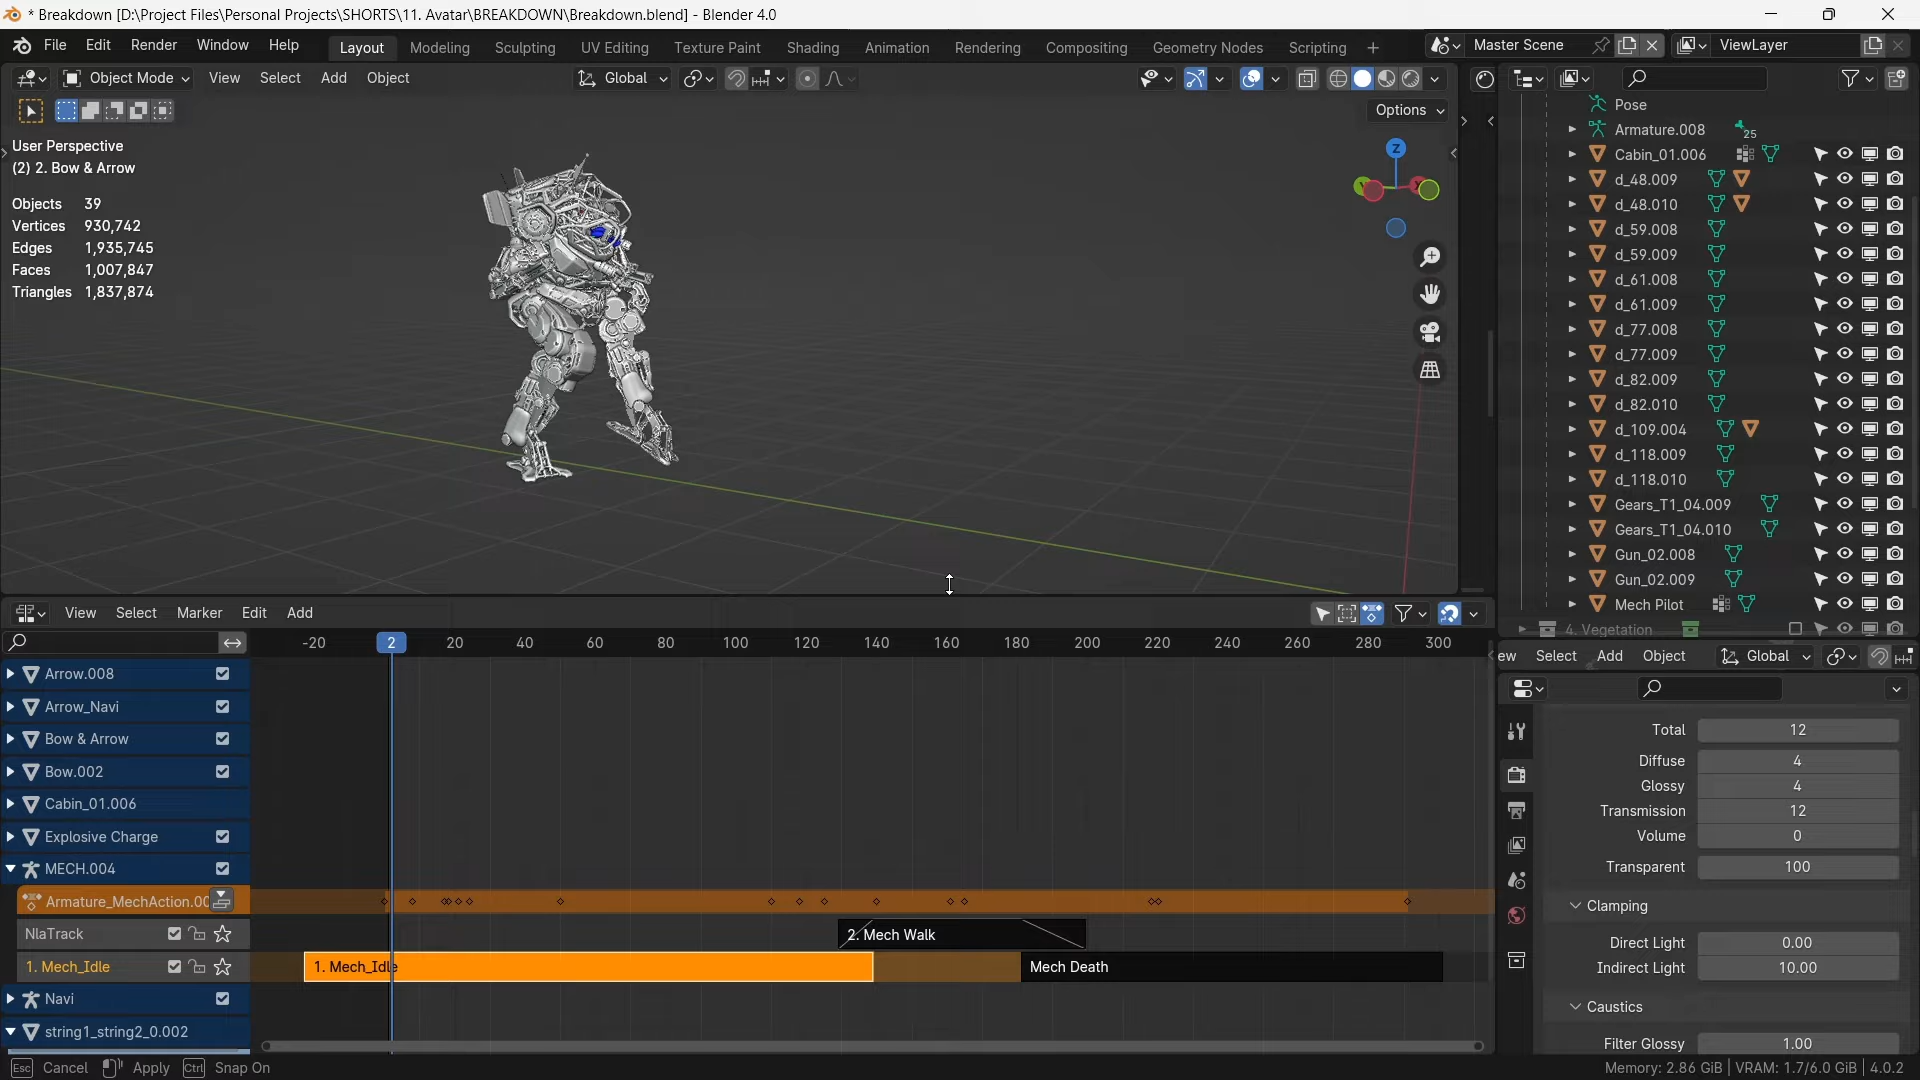 * Breakdown [D:\Project Files\Personal Projects\SHORTS\11. Avatar\BREAKDOWN\Breakdown.blend] - Blender 4.0
File Edit Render Window Help Layout Modeling Sculpting UV Editing Texture Paint Shading Animation Rendering Compositing Geometry Nodes Scripting + Master Scene ViewLayer
Object Mode View Select Add Object Global
Options
User Perspective
(2) 2. Bow & Arrow
Objects 39
Vertices 930,742
Edges 1,935,745
Faces 1,007,847
Triangles 1,837,874
Z
Pose
Armature.008 25
Cabin_01.006
d_48.009
d_48.010
d_59.008
d_59.009
d_61.008
d_61.009
d_77.008
d_77.009
d_82.009
d_82.010
d_109.004
d_118.009
d_118.010
Gears_T1_04.009
Gears_T1_04.010
Gun_02.008
Gun_02.009
Mech Pilot
4. Vegetation
View Select Marker Edit Add
-20 2 20 40 60 80 100 120 140 160 180 200 220 240 260 280 300
Arrow.008
Arrow_Navi
Bow & Arrow
Bow.002
Cabin_01.006
Explosive Charge
MECH.004
Armature_MechAction.00
NlaTrack 2. Mech Walk
1. Mech_Idle 1. Mech_Idle Mech Death
Navi
string1_string2_0.002
ew Select Add Object Global
Total 12
Diffuse 4
Glossy 4
Transmission 12
Volume 0
Transparent 100
Clamping
Direct Light 0.00
Indirect Light 10.00
Caustics
Filter Glossy 1.00
Esc Cancel Apply Ctrl Snap On
Memory: 2.86 GiB | VRAM: 1.7/6.0 GiB | 4.0.2